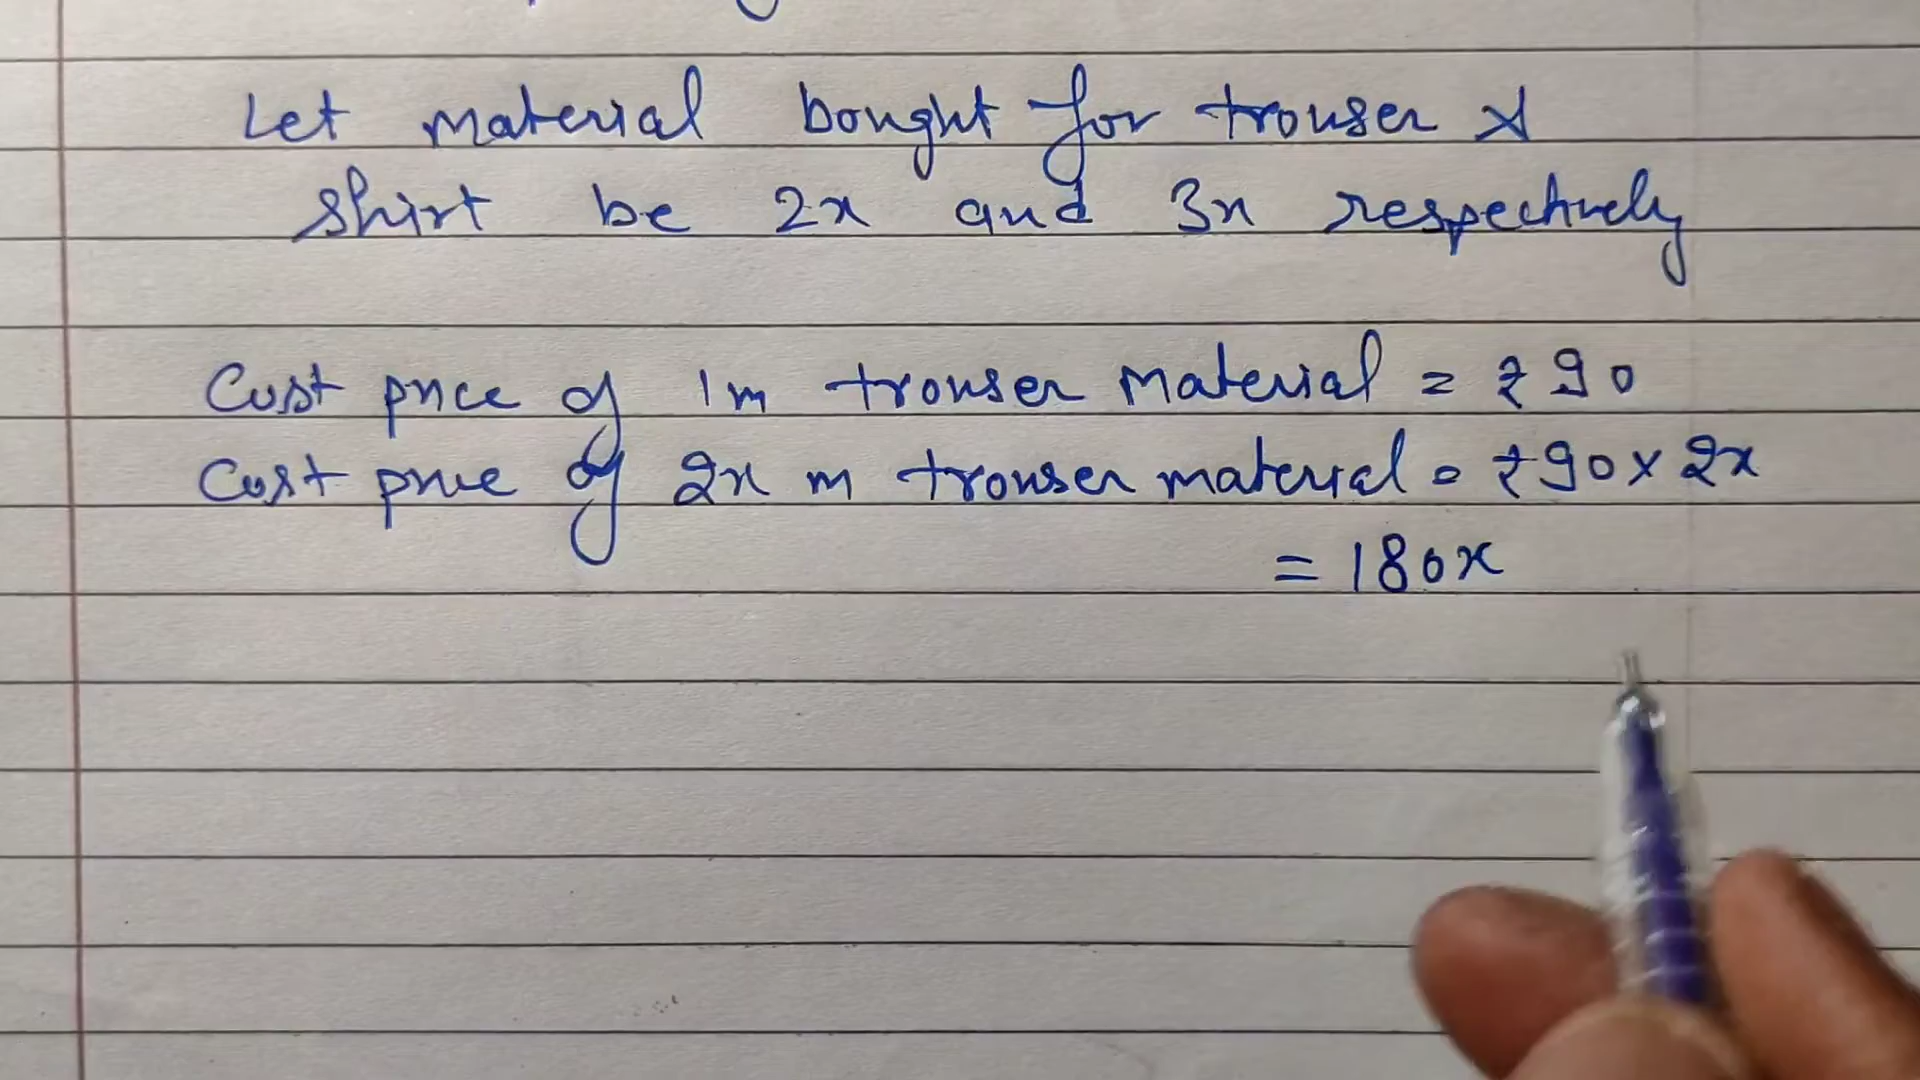 Let material bought for trouser &
shirt be 2x and 3x respectively
Cost price of 1m trouser material = ₹ 90
Cost price of 2x m trouser material = ₹90 × 2x
= 180x